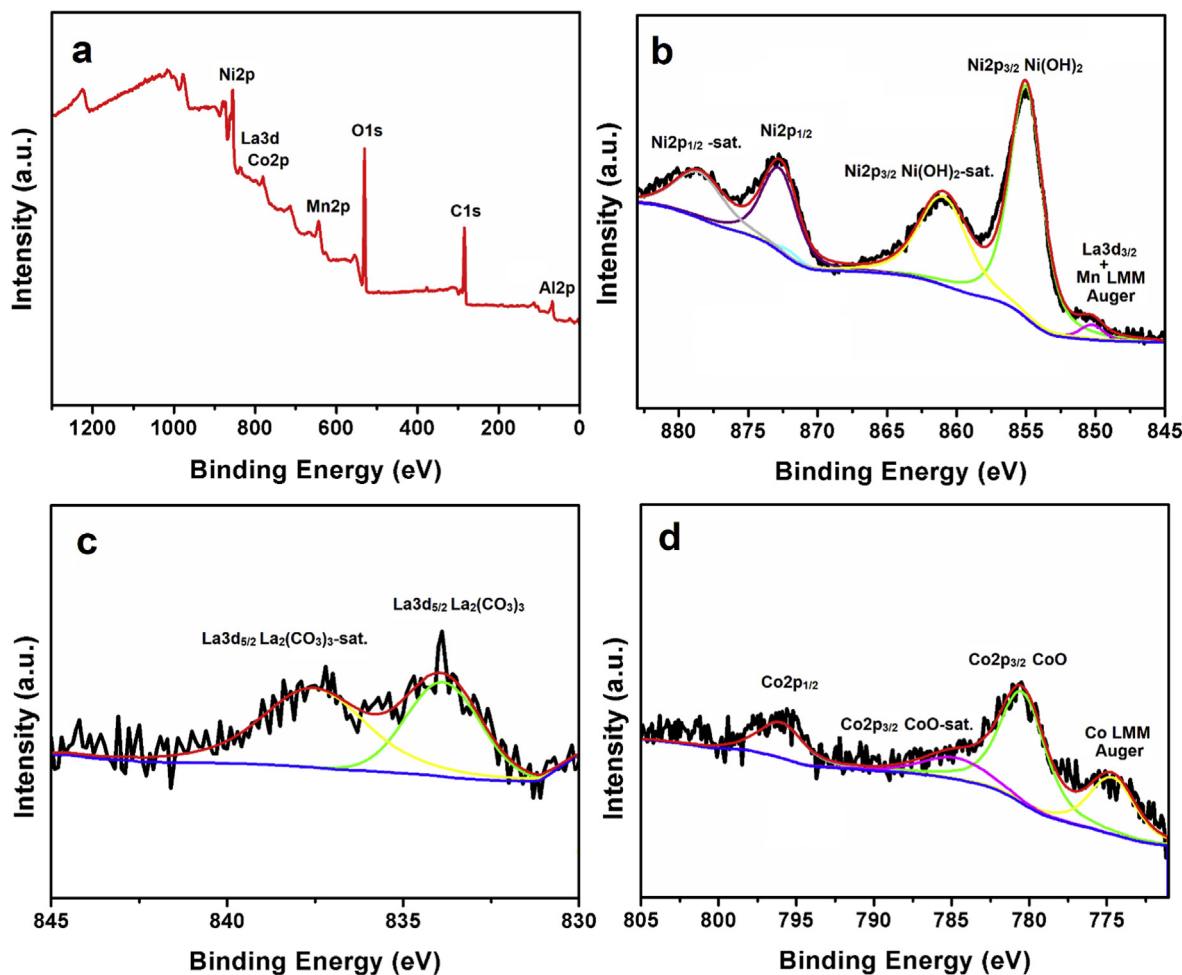 a
Ni2p
La3d
Co2p
O1s
Mn2p
C1s
Al2p
Intensity (a.u.)
1200 1000 800 600 400 200 0
Binding Energy (eV)
b
Ni2p3/2 Ni(OH)2
Ni2p1/2 -sat.
Ni2p1/2
Ni2p3/2 Ni(OH)2-sat.
La3d3/2
+
Mn LMM
Auger
Intensity (a.u.)
880 875 870 865 860 855 850 845
Binding Energy (eV)
c
La3d5/2 La2(CO3)3
La3d5/2 La2(CO3)3-sat.
Intensity (a.u.)
845 840 835 830
Binding Energy (eV)
d
Co2p3/2 CoO
Co2p1/2
Co2p3/2 CoO-sat.
Co LMM
Auger
Intensity (a.u.)
805 800 795 790 785 780 775
Binding Energy (eV)